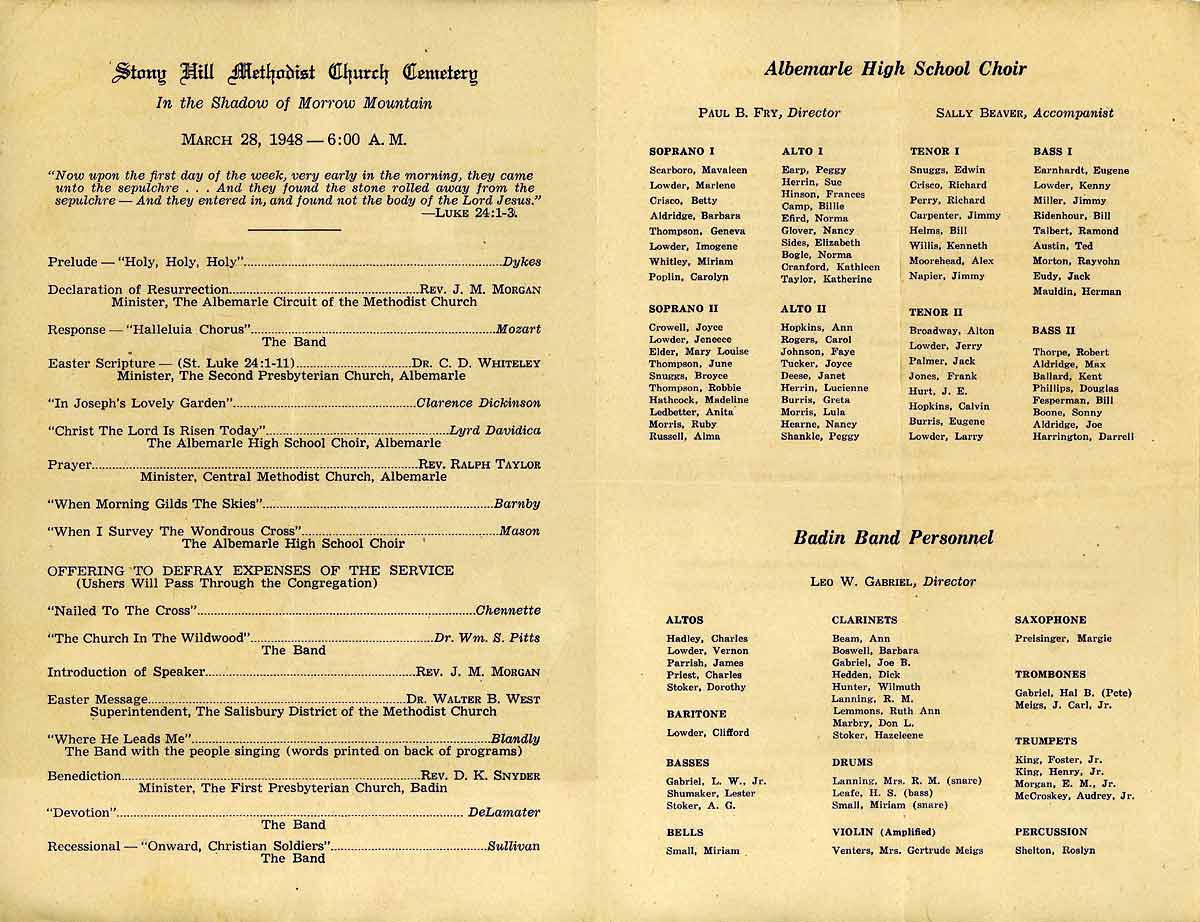 Stony Hill Methodist Church Cemetery
In the Shadow of Morrow Mountain
MARCH 28, 1948 — 6:00 A. M.
"Now upon the first day of the week, very early in the morning, they came
unto the sepulchre . . . And they found the stone rolled away from the
sepulchre — And they entered in, and found not the body of the Lord Jesus."
—LUKE 24:1-3.
Prelude — "Holy, Holy, Holy"........Dykes
Declaration of Resurrection........REV. J. M. MORGAN
Minister, The Albemarle Circuit of the Methodist Church
Response — "Halleluia Chorus"........Mozart
The Band
Easter Scripture — (St. Luke 24:1-11)........DR. C. D. WHITELEY
Minister, The Second Presbyterian Church, Albemarle
"In Joseph's Lovely Garden"........Clarence Dickinson
"Christ The Lord Is Risen Today"........Lyrd Davidica
The Albemarle High School Choir, Albemarle
Prayer........REV. RALPH TAYLOR
Minister, Central Methodist Church, Albemarle
"When Morning Gilds The Skies"........Barnby
"When I Survey The Wondrous Cross"........Mason
The Albemarle High School Choir
OFFERING TO DEFRAY EXPENSES OF THE SERVICE
(Ushers Will Pass Through the Congregation)
"Nailed To The Cross"........Chennette
"The Church In The Wildwood"........Dr. Wm. S. Pitts
The Band
Introduction of Speaker........REV. J. M. MORGAN
Easter Message........DR. WALTER B. WEST
Superintendent, The Salisbury District of the Methodist Church
"Where He Leads Me"........Blandly
The Band with the people singing (words printed on back of programs)
Benediction........REV. D. K. SNYDER
Minister, The First Presbyterian Church, Badin
"Devotion"........DeLamater
The Band
Recessional — "Onward, Christian Soldiers"........Sullivan
The Band
Albemarle High School Choir
PAUL B. FRY, Director
SALLY BEAVER, Accompanist
SOPRANO I
Scarboro, Mavaleen
Lowder, Marlene
Crisco, Betty
Aldridge, Barbara
Thompson, Geneva
Lowder, Imogene
Whitley, Miriam
Poplin, Carolyn
SOPRANO II
Crowell, Joyce
Lowder, Jeneece
Elder, Mary Louise
Thompson, June
Snuggs, Broyce
Thompson, Robbie
Hathcock, Madeline
Ledbetter, Anita
Morris, Ruby
Russell, Alma
ALTO I
Earp, Peggy
Herrin, Sue
Hinson, Frances
Camp, Billie
Efird, Norma
Glover, Nancy
Sides, Elizabeth
Bogle, Norma
Cranford, Kathleen
Taylor, Katherine
ALTO II
Hopkins, Ann
Rogers, Carol
Johnson, Faye
Tucker, Joyce
Deese, Janet
Herrin, Lucienne
Burris, Greta
Morris, Lula
Hearne, Nancy
Shankle, Peggy
TENOR I
Snuggs, Edwin
Crisco, Richard
Perry, Richard
Carpenter, Jimmy
Helms, Bill
Willis, Kenneth
Moorehead, Alex
Napier, Jimmy
TENOR II
Broadway, Alton
Lowder, Jerry
Palmer, Jack
Jones, Frank
Hurt, J. E.
Hopkins, Calvin
Burris, Eugene
Lowder, Larry
BASS I
Earnhardt, Eugene
Lowder, Kenny
Miller, Jimmy
Ridenhour, Bill
Talbert, Ramond
Austin, Ted
Morton, Rayvohn
Eudy, Jack
Mauldin, Herman
BASS II
Thorpe, Robert
Aldridge, Max
Ballard, Kent
Phillips, Douglas
Fesperman, Bill
Boone, Sonny
Aldridge, Joe
Harrington, Darrell
Badin Band Personnel
LEO W. GABRIEL, Director
ALTOS
Hadley, Charles
Lowder, Vernon
Parrish, James
Priest, Charles
Stoker, Dorothy
BARITONE
Lowder, Clifford
BASSES
Gabriel, L. W., Jr.
Shumaker, Lester
Stoker, A. G.
BELLS
Small, Miriam
CLARINETS
Beam, Ann
Boswell, Barbara
Gabriel, Joe B.
Hedden, Dick
Hunter, Wilmuth
Lanning, R. M.
Lemmons, Ruth Ann
Marbry, Don L.
Stoker, Hazeleene
DRUMS
Lanning, Mrs. R. M. (snare)
Leafe, H. S. (bass)
Small, Miriam (snare)
VIOLIN (Amplified)
Venters, Mrs. Gertrude Meigs
SAXOPHONE
Preisinger, Margie
TROMBONES
Gabriel, Hal B. (Pete)
Meigs, J. Carl, Jr.
TRUMPETS
King, Foster, Jr.
King, Henry, Jr.
Morgan, E. M., Jr.
McCroskey, Audrey, Jr.
PERCUSSION
Shelton, Roslyn